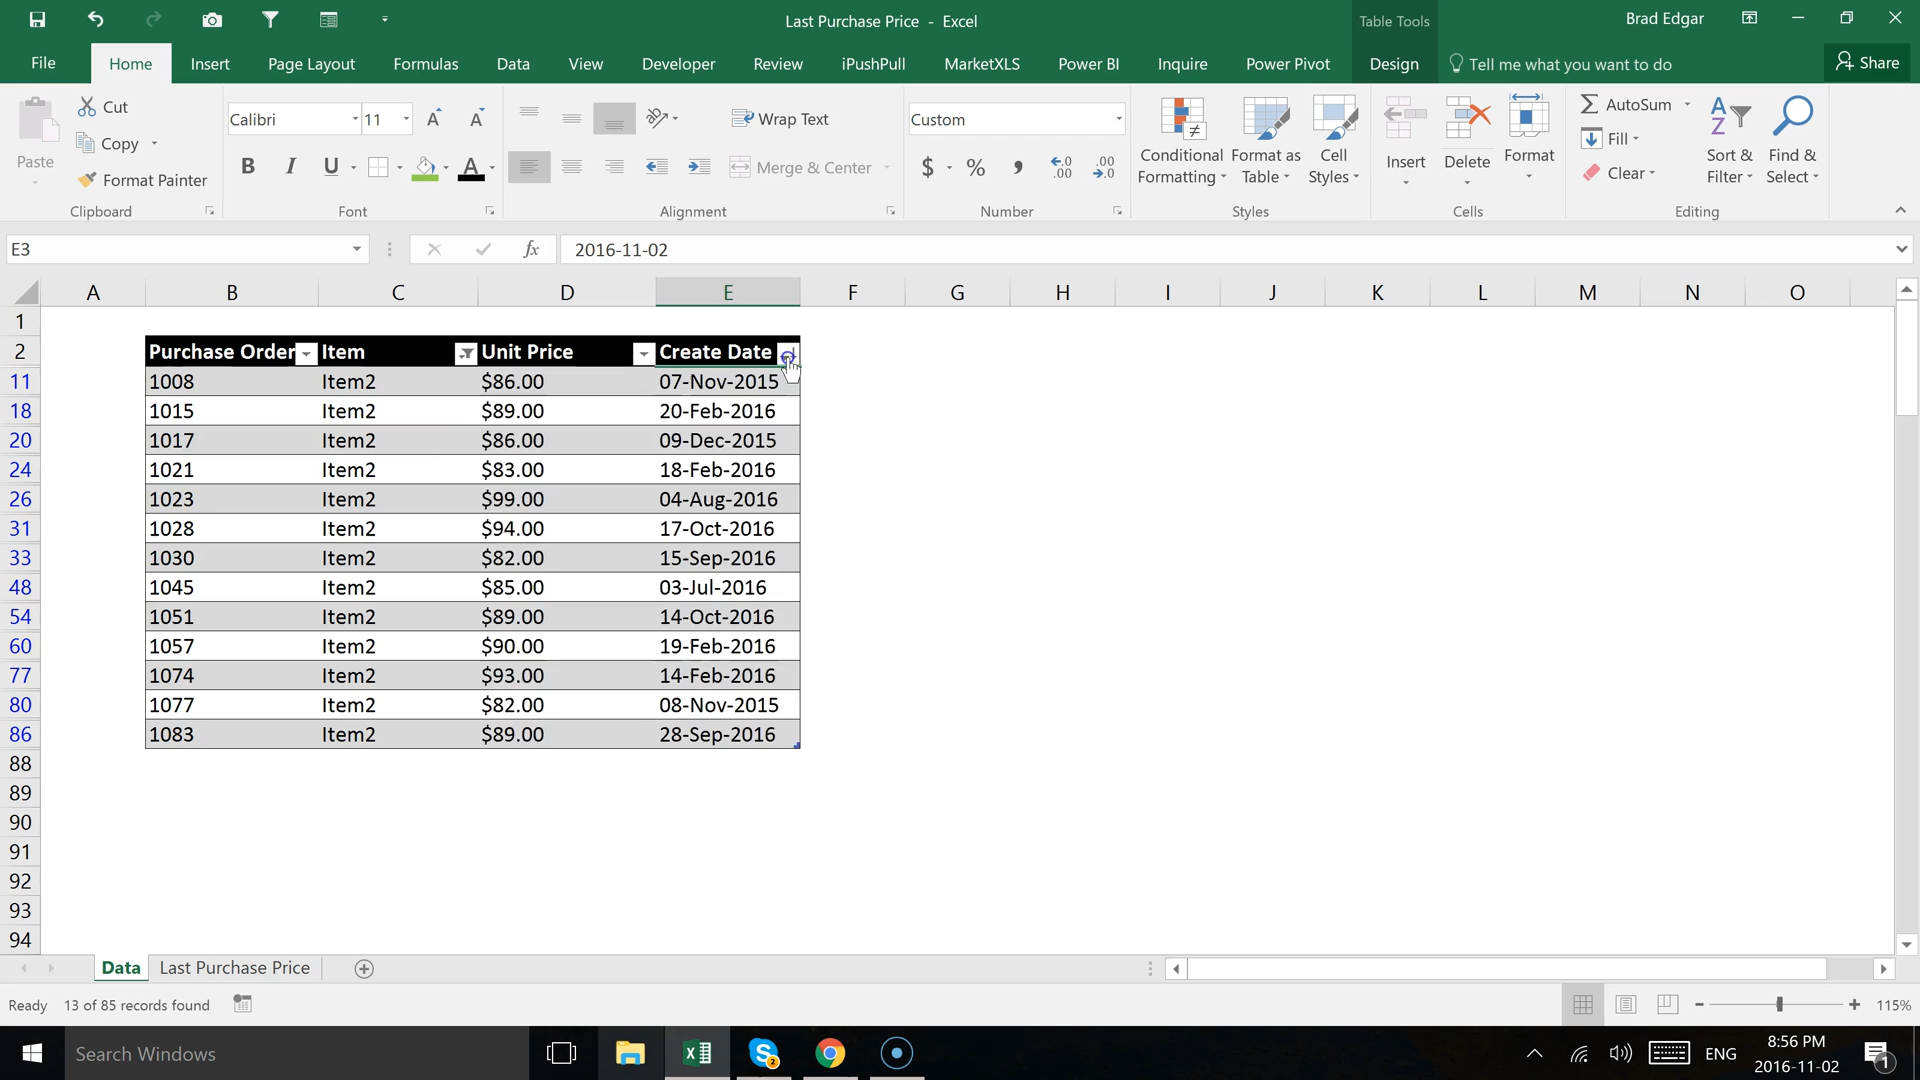 Last Purchase Price - Excel
Table Tools
Brad Edgar
File
Home
Insert
Page Layout
Formulas
Data
View
Developer
Review
iPushPull
MarketXLS
Power BI
Inquire
Power Pivot
Design
Tell me what you want to do
Share
Paste
Cut
Copy
Format Painter
Clipboard
Calibri
11
A A
B I U A
Font
Wrap Text
Merge & Center
Alignment
Custom
$ % , .0 .00 .00 .0
Number
Conditional Formatting
Format as Table
Cell Styles
Styles
Insert
Delete
Format
Cells
AutoSum
Fill
Clear
Sort & Filter
Find & Select
Editing
E3
fx
2016-11-02
A B C D E F G H I J K L M N O
1
2 Purchase Order Item Unit Price Create Date
11 1008 Item2 $86.00 07-Nov-2015
18 1015 Item2 $89.00 20-Feb-2016
20 1017 Item2 $86.00 09-Dec-2015
24 1021 Item2 $83.00 18-Feb-2016
26 1023 Item2 $99.00 04-Aug-2016
31 1028 Item2 $94.00 17-Oct-2016
33 1030 Item2 $82.00 15-Sep-2016
48 1045 Item2 $85.00 03-Jul-2016
54 1051 Item2 $89.00 14-Oct-2016
60 1057 Item2 $90.00 19-Feb-2016
77 1074 Item2 $93.00 14-Feb-2016
80 1077 Item2 $82.00 08-Nov-2015
86 1083 Item2 $89.00 28-Sep-2016
88
89
90
91
92
93
94
Data
Last Purchase Price
Ready
13 of 85 records found
115%
Search Windows
ENG
8:56 PM
2016-11-02
2
1